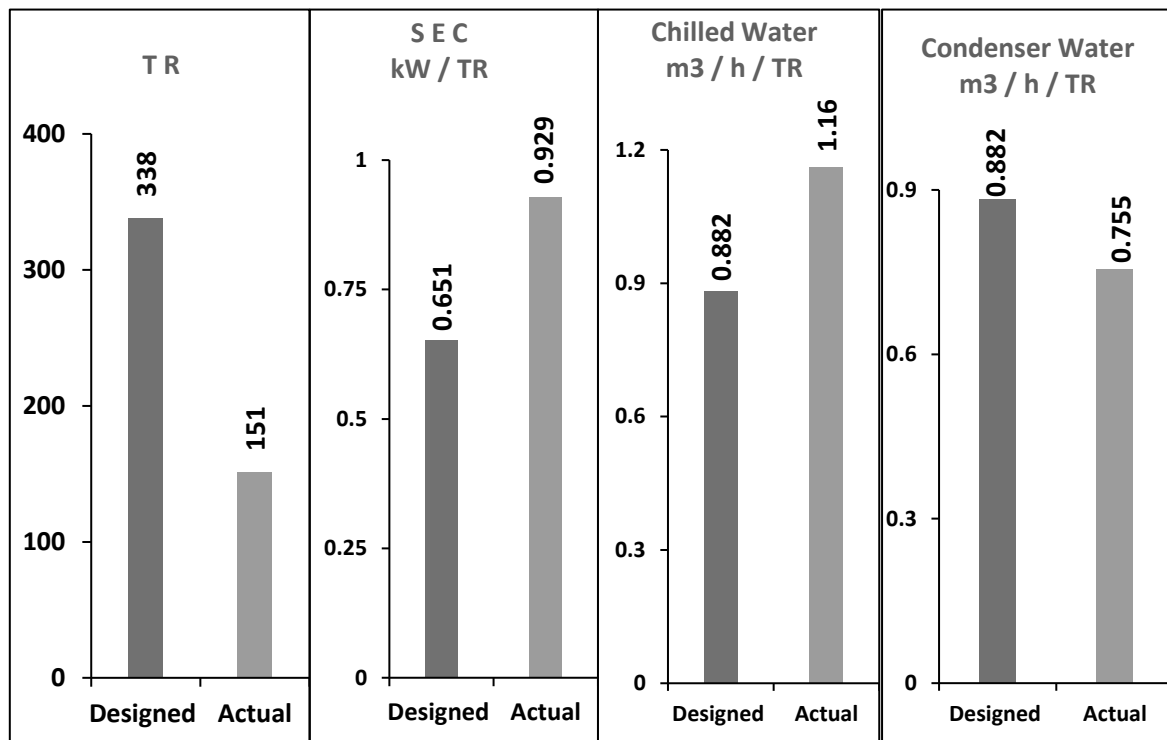 T R
400
300
200
100
0
338
151
Designed Actual
S E C
kW / TR
1
0.75
0.5
0.25
0
0.651
0.929
Designed Actual
Chilled Water
m3 / h / TR
1.2
0.9
0.6
0.3
0
0.882
1.16
Designed Actual
Condenser Water
m3 / h / TR
0.9
0.6
0.3
0
0.882
0.755
Designed Actual